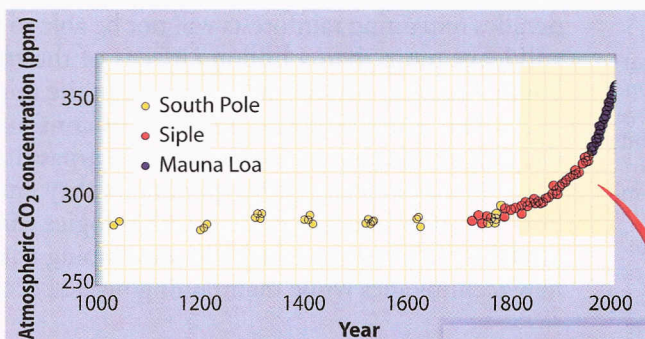 Atmospheric CO₂ concentration (ppm)
350
300
250
South Pole
Siple
Mauna Loa
1000 1200 1400 1600 1800 2000
Year